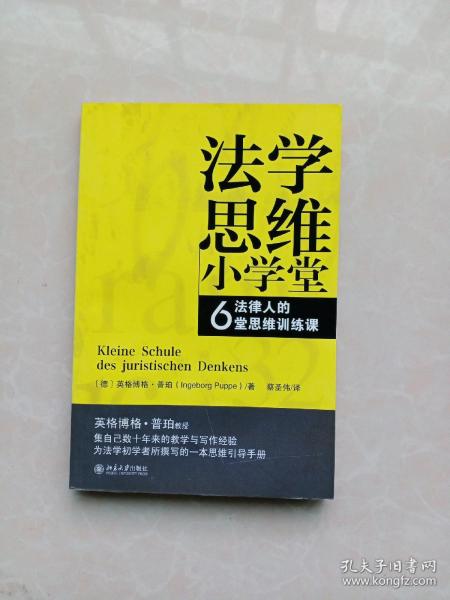 法学
思维
小学堂
6 法律人的
堂思维训练课
Kleine Schule
des juristischen Denkens
〔德〕英格博格·普珀（Ingeborg Puppe）/著 蔡圣伟/译
英格博格·普珀教授
集自己数十年来的教学与写作经验
为法学初学者所撰写的一本思维引导手册
北京大学出版社
孔夫子旧书网
www.kongfz.com